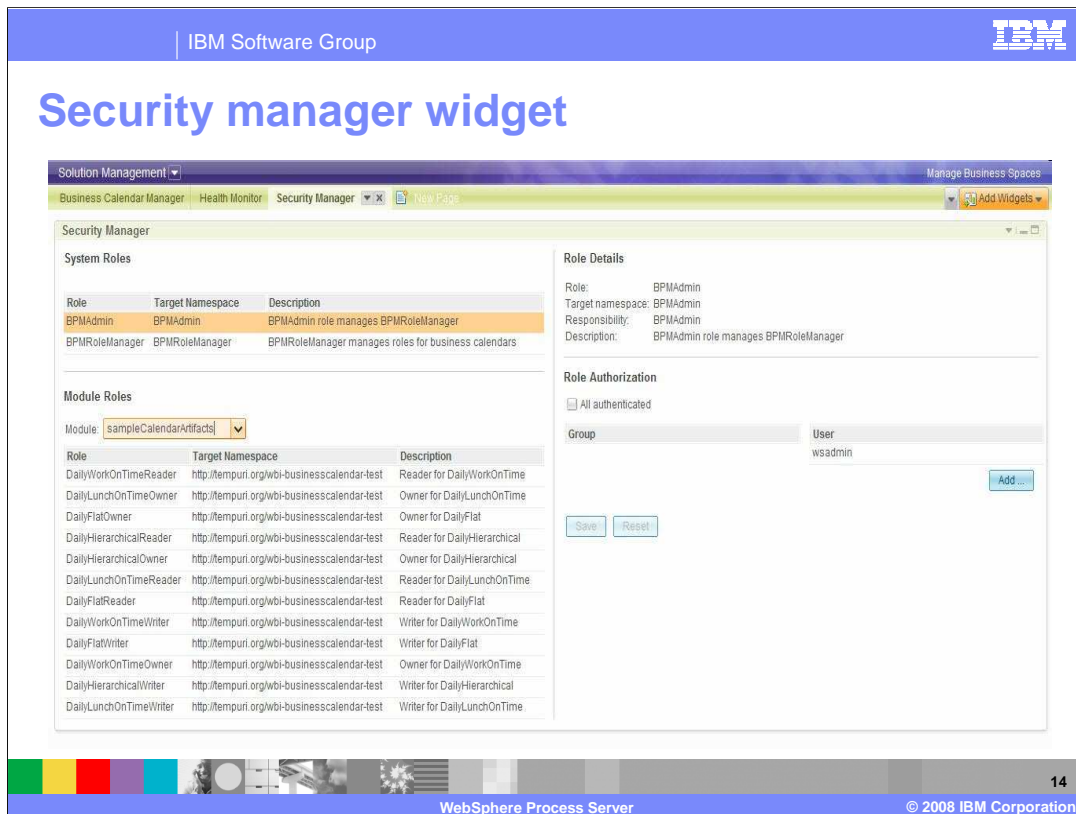 IBM Software Group
IBM
Security manager widget
Solution Management
Manage Business Spaces
Business Calendar Manager Health Monitor Security Manager New Page
Add Widgets
Security Manager
System Roles
Role Target Namespace Description
BPMAdmin BPMAdmin BPMAdmin role manages BPMRoleManager
BPMRoleManager BPMRoleManager BPMRoleManager manages roles for business calendars
Module Roles
Module: sampleCalendarArtifacts
Role Target Namespace Description
DailyWorkOnTimeReader http://tempuri.org/wbi-businesscalendar-test Reader for DailyWorkOnTime
DailyLunchOnTimeOwner http://tempuri.org/wbi-businesscalendar-test Owner for DailyLunchOnTime
DailyFlatOwner http://tempuri.org/wbi-businesscalendar-test Owner for DailyFlat
DailyHierarchicalReader http://tempuri.org/wbi-businesscalendar-test Reader for DailyHierarchical
DailyHierarchicalOwner http://tempuri.org/wbi-businesscalendar-test Owner for DailyHierarchical
DailyLunchOnTimeReader http://tempuri.org/wbi-businesscalendar-test Reader for DailyLunchOnTime
DailyFlatReader http://tempuri.org/wbi-businesscalendar-test Reader for DailyFlat
DailyWorkOnTimeWriter http://tempuri.org/wbi-businesscalendar-test Writer for DailyWorkOnTime
DailyFlatWriter http://tempuri.org/wbi-businesscalendar-test Writer for DailyFlat
DailyWorkOnTimeOwner http://tempuri.org/wbi-businesscalendar-test Owner for DailyWorkOnTime
DailyHierarchicalWriter http://tempuri.org/wbi-businesscalendar-test Writer for DailyHierarchical
DailyLunchOnTimeWriter http://tempuri.org/wbi-businesscalendar-test Writer for DailyLunchOnTime
Role Details
Role: BPMAdmin
Target namespace: BPMAdmin
Responsibility: BPMAdmin
Description: BPMAdmin role manages BPMRoleManager
Role Authorization
All authenticated
Group User
wsadmin
Add ...
Save Reset
14
WebSphere Process Server
© 2008 IBM Corporation